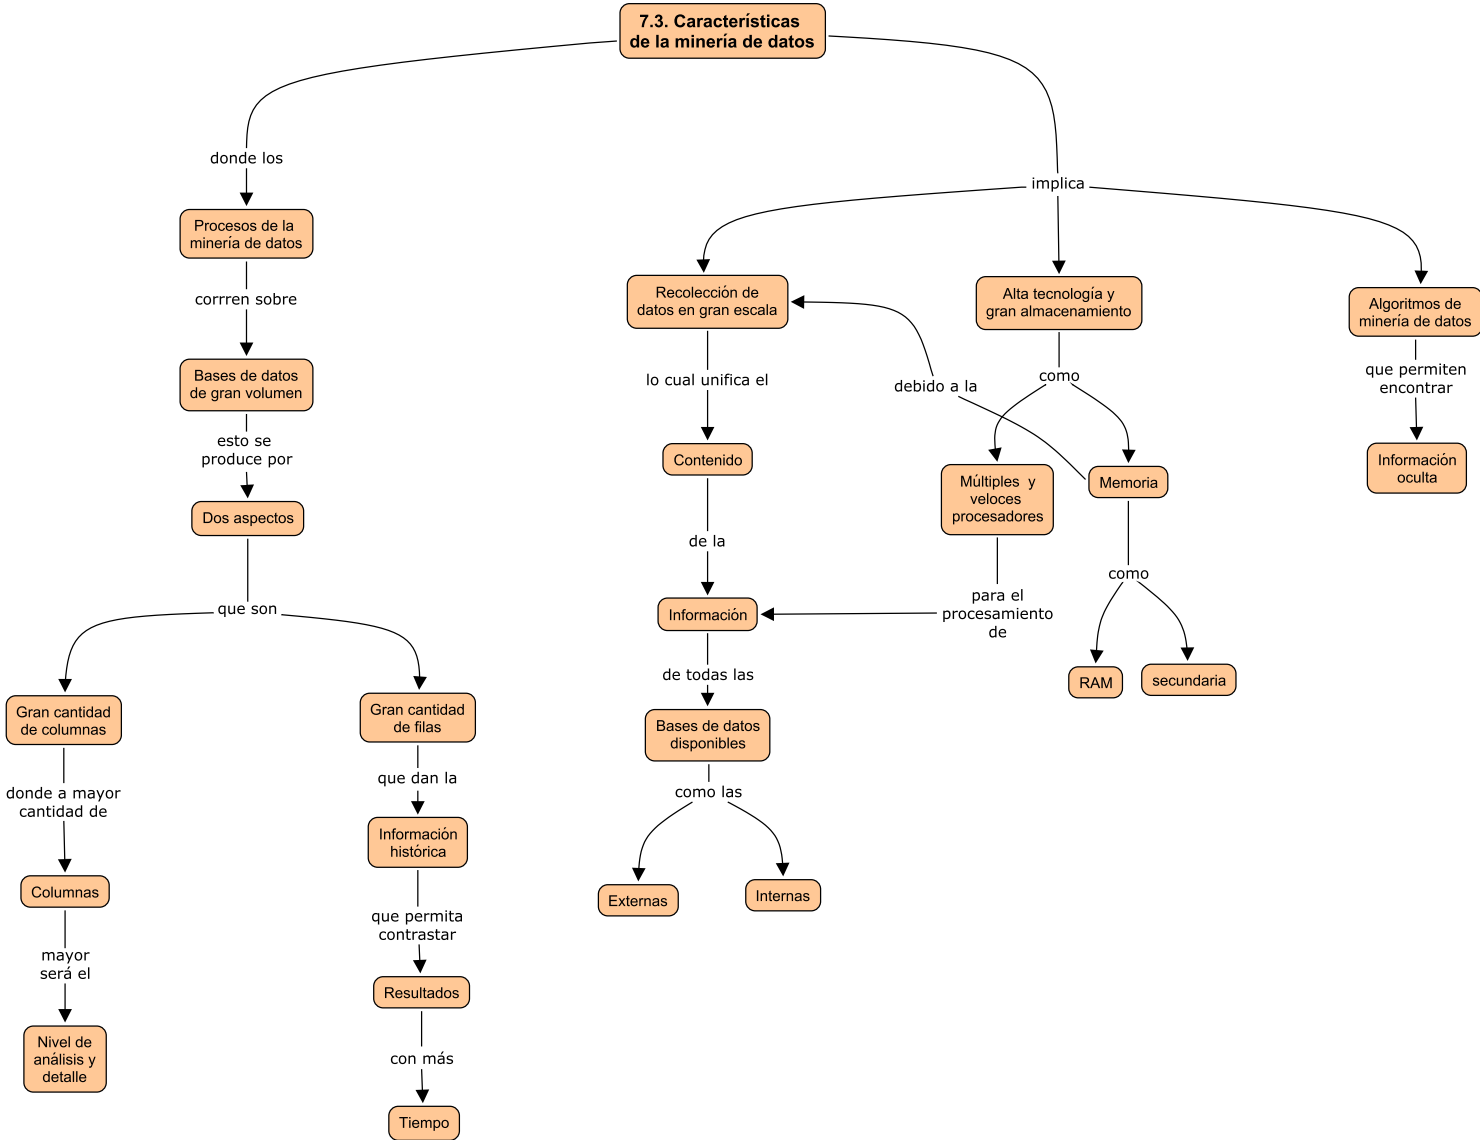 7.3. Características
de la minería de datos
donde los
Procesos de la
minería de datos
corrren sobre
Bases de datos
de gran volumen
esto se
produce por
Dos aspectos
que son
Gran cantidad
de columnas
donde a mayor
cantidad de
Columnas
mayor
será el
Nivel de
análisis y
detalle
Gran cantidad
de filas
que dan la
Información
histórica
que permita
contrastar
Resultados
con más
Tiempo
implica
Recolección de
datos en gran escala
lo cual unifica el
Contenido
de la
Información
de todas las
Bases de datos
disponibles
como las
Externas
Internas
Alta tecnología y
gran almacenamiento
como
Múltiples y
veloces
procesadores
para el
procesamiento
de
Memoria
debido a la
como
RAM
secundaria
Algoritmos de
minería de datos
que permiten
encontrar
Información
oculta